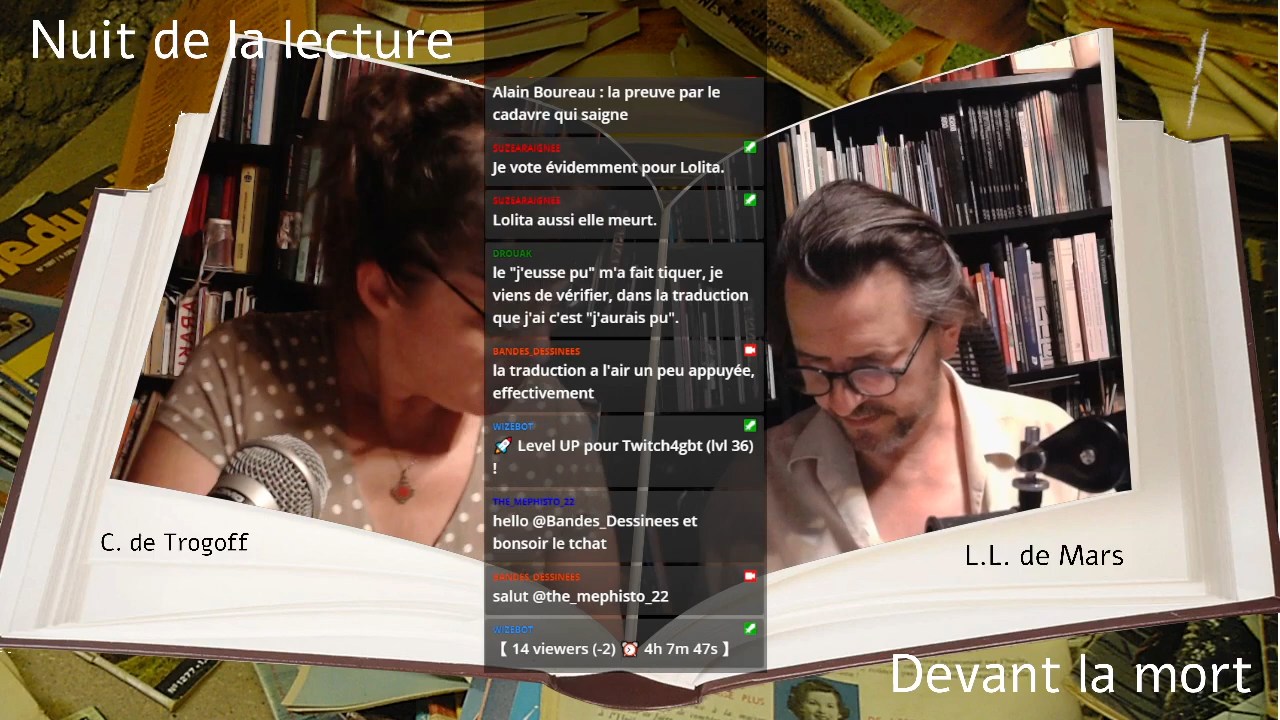 Nuit de la lecture
Alain Boureau : la preuve par le
cadavre qui saigne
SUZEARAIGNEE
Je vote évidemment pour Lolita.
SUZEARAIGNEE
Lolita aussi elle meurt.
DROUAK
le "j'eusse pu" m'a fait tiquer, je
viens de vérifier, dans la traduction
que j'ai c'est "j'aurais pu".
BANDES_DESSINEES
la traduction a l'air un peu appuyée,
effectivement
WIZEBOT
🚀 Level UP pour Twitch4gbt (lvl 36)
!
THE_MEPHISTO_22
hello @Bandes_Dessinees et
bonsoir le tchat
BANDES_DESSINEES
salut @the_mephisto_22
WIZEBOT
【 14 viewers (-2) ⏰ 4h 7m 47s 】
C. de Trogoff
L.L. de Mars
Devant la mort